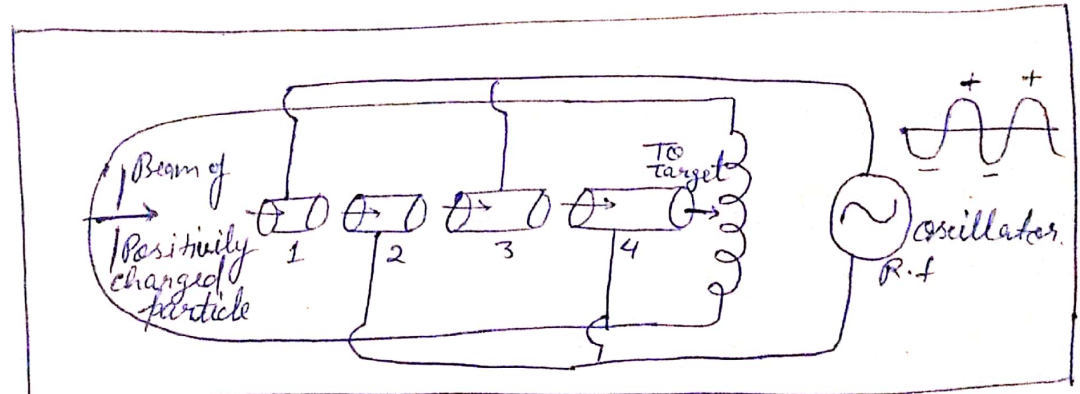 Beam of
Positivily
charged
particle
1
2
3
4
To
Target
+ +
- -
oscillator.
R.f